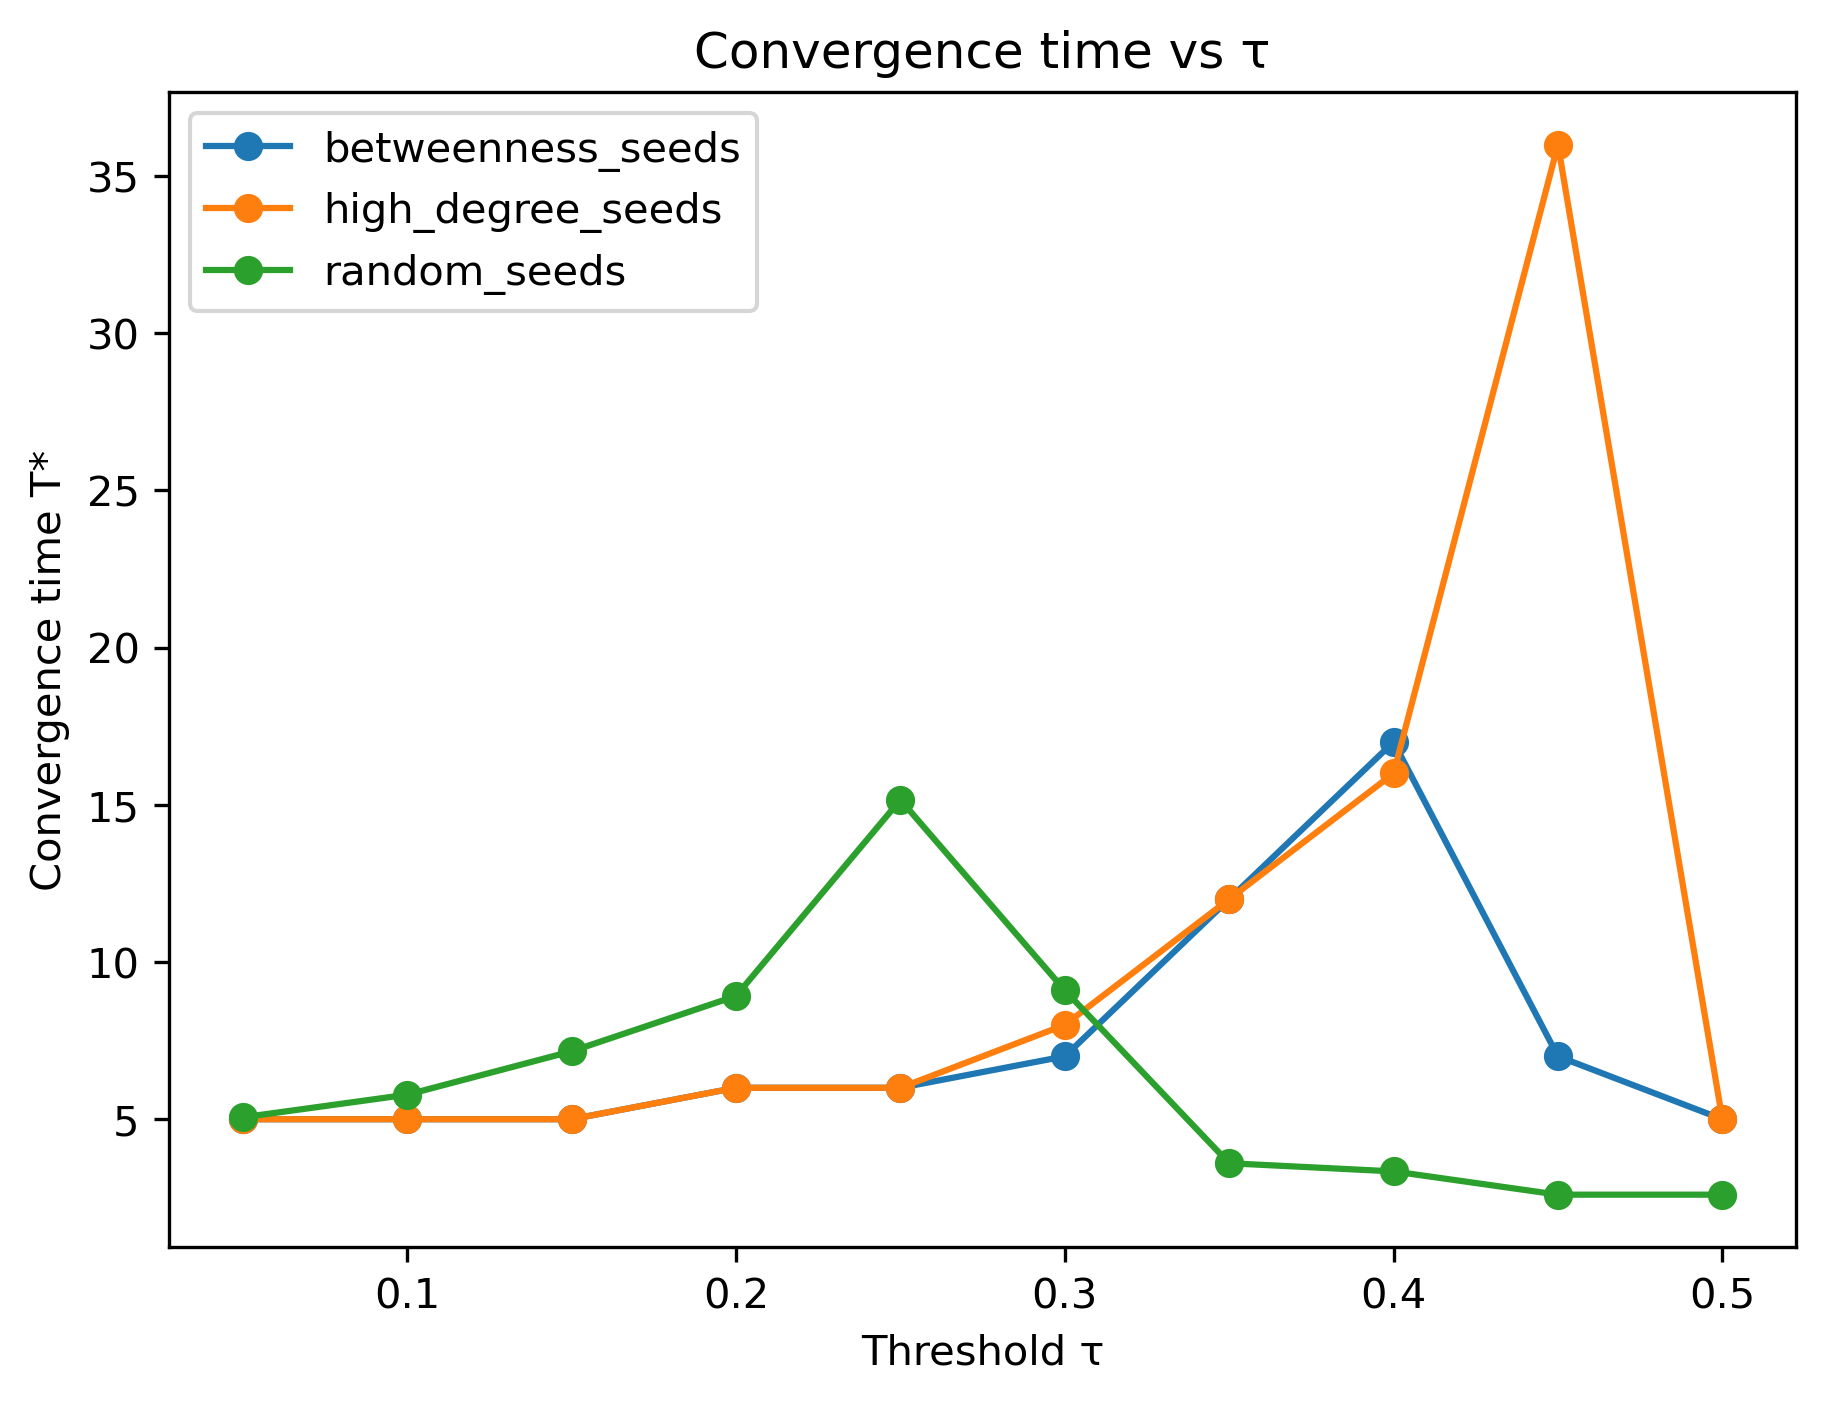 Convergence time vs τ
betweenness_seeds
high_degree_seeds
random_seeds
Convergence time T*
35
30
25
20
15
10
5
0.1 0.2 0.3 0.4 0.5
Threshold τ